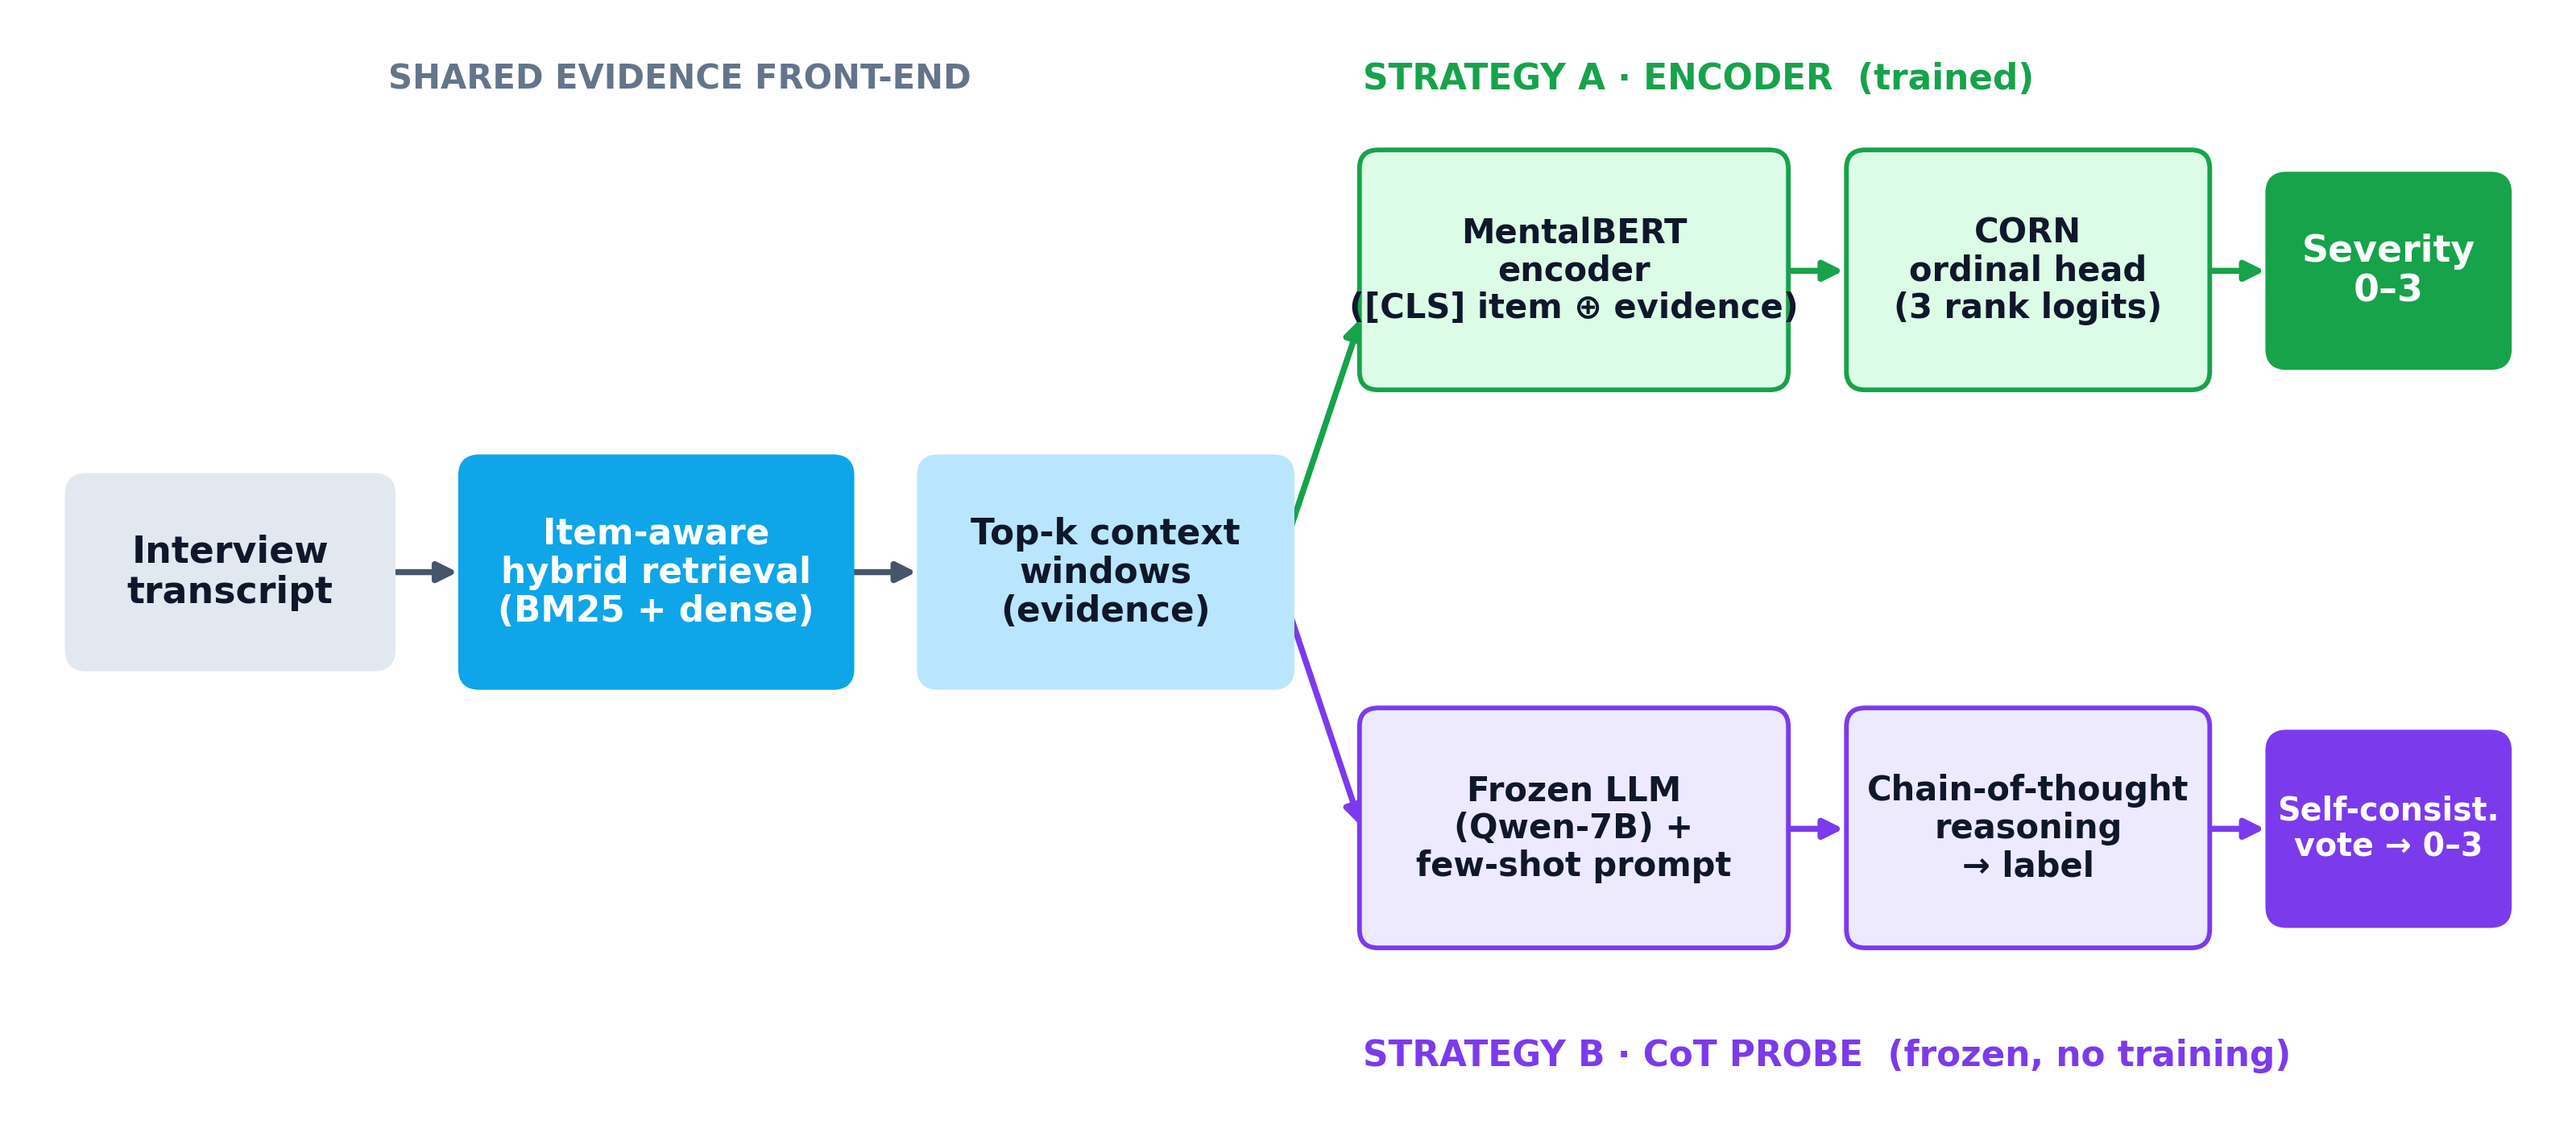 SHARED EVIDENCE FRONT-END
STRATEGY A · ENCODER (trained)
Interview
transcript
Item-aware
hybrid retrieval
(BM25 + dense)
Top-k context
windows
(evidence)
MentalBERT
encoder
([CLS] item ⊕ evidence)
CORN
ordinal head
(3 rank logits)
Severity
0–3
Frozen LLM
(Qwen-7B) +
few-shot prompt
Chain-of-thought
reasoning
→ label
Self-consist.
vote → 0–3
STRATEGY B · CoT PROBE (frozen, no training)